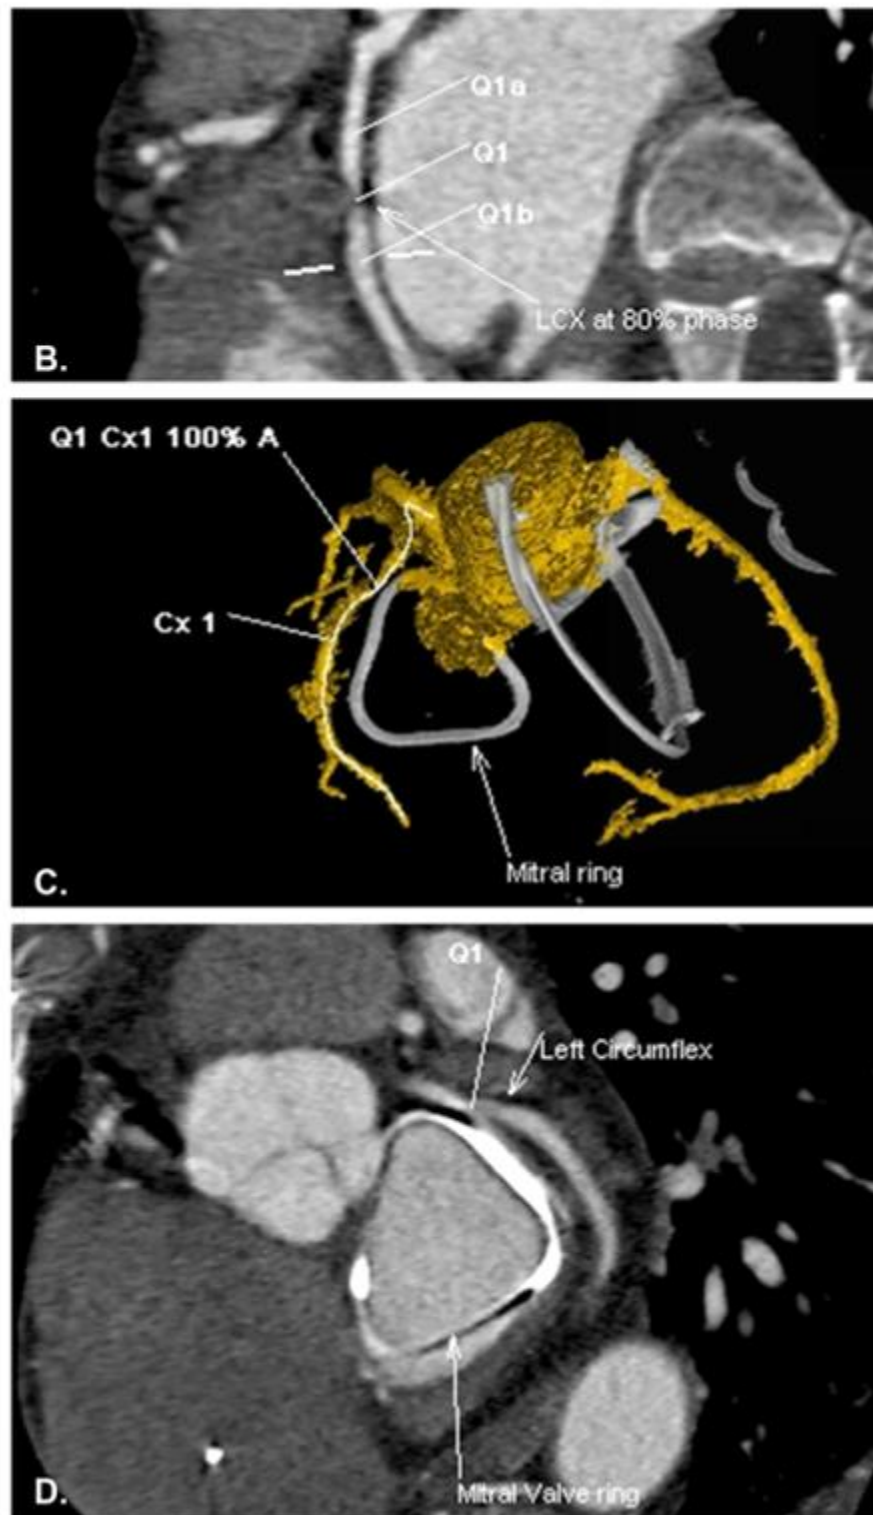 Q1a
Q1
Q1b
LCX at 80% phase
B.
Q1 Cx1 100% A
Cx 1
Mitral ring
C.
Q1
Left Circumflex
Mitral Valve ring
D.